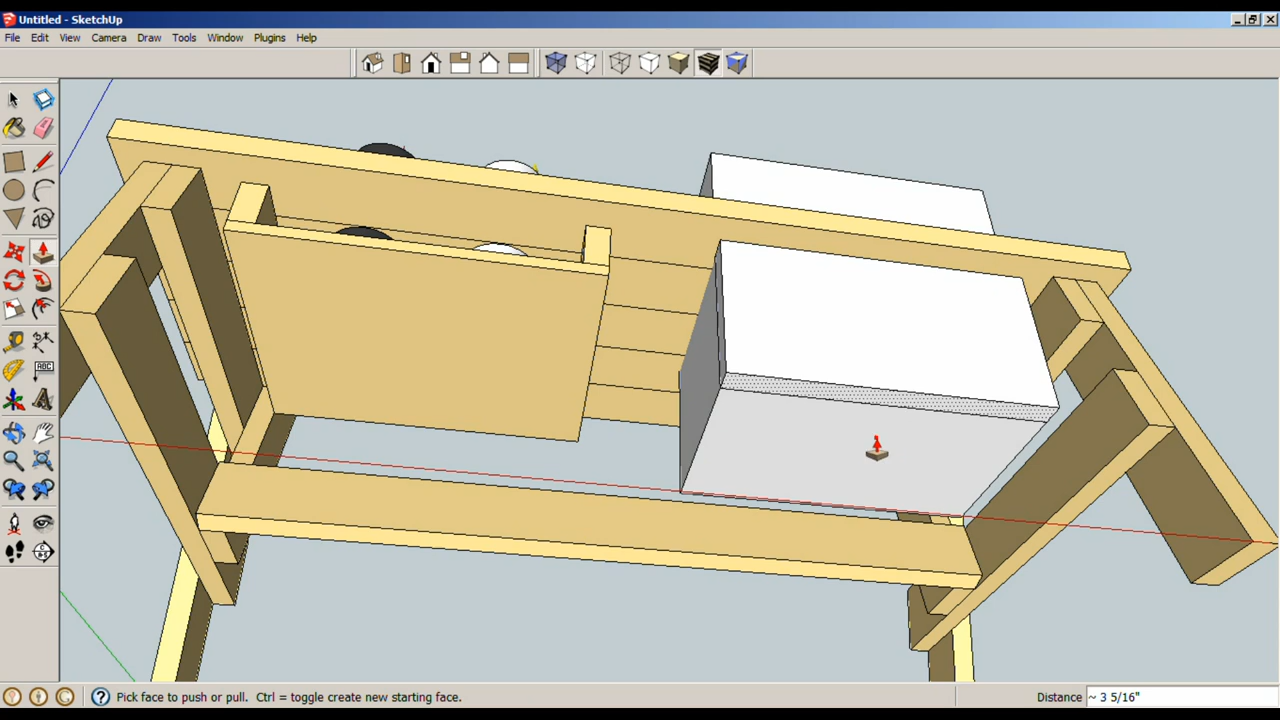 Untitled - SketchUp
File Edit View Camera Draw Tools Window Plugins Help
ABC
Pick face to push or pull. Ctrl = toggle create new starting face.
Distance ~ 3 5/16"